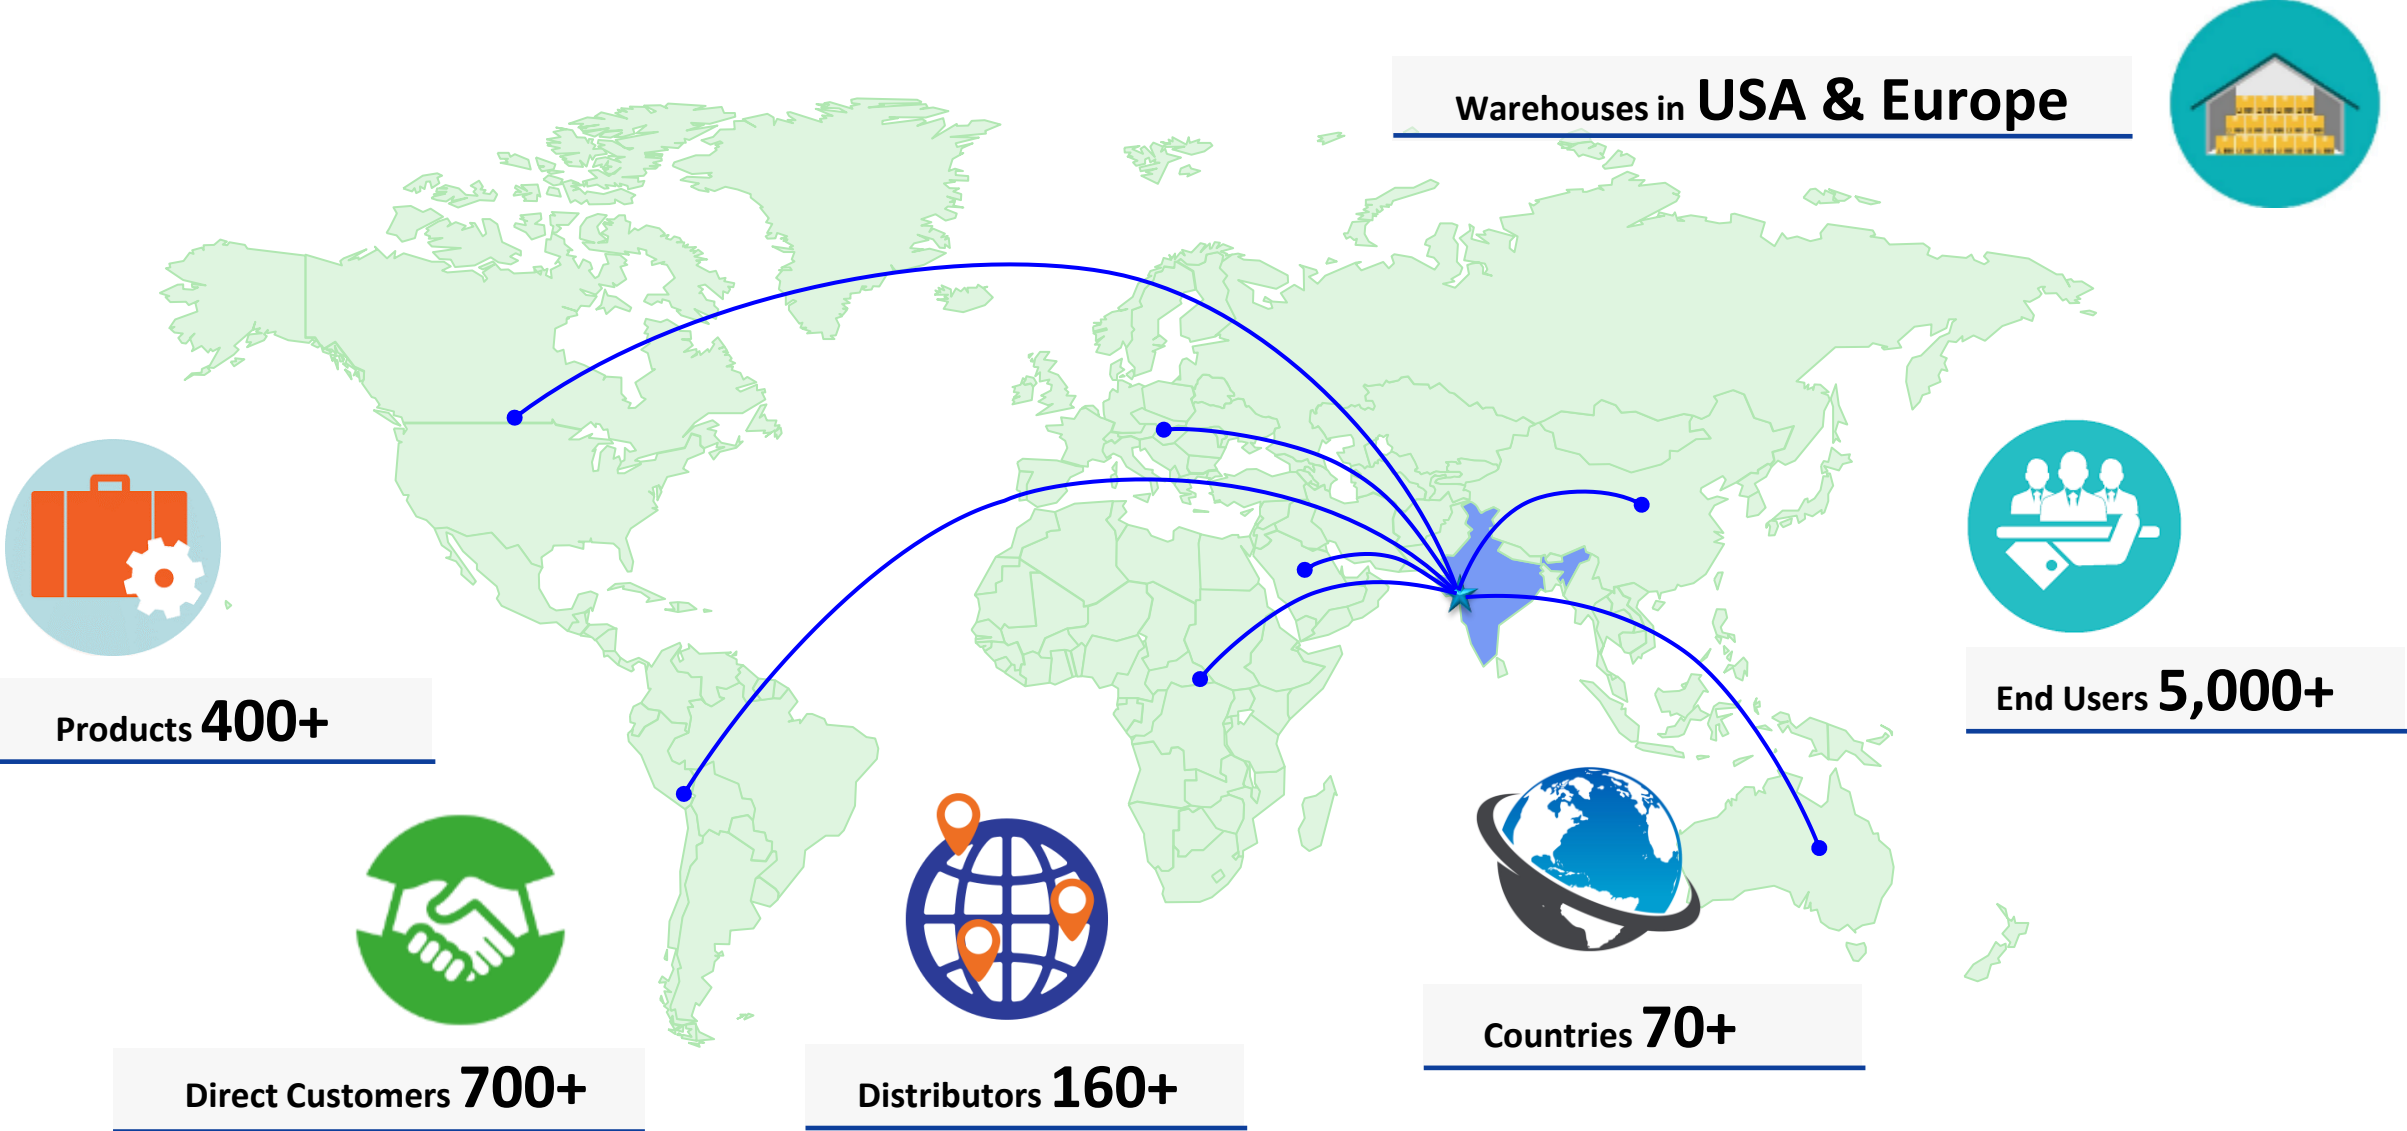 Warehouses in USA & Europe
Products 400+
End Users 5,000+
Direct Customers 700+
Distributors 160+
Countries 70+